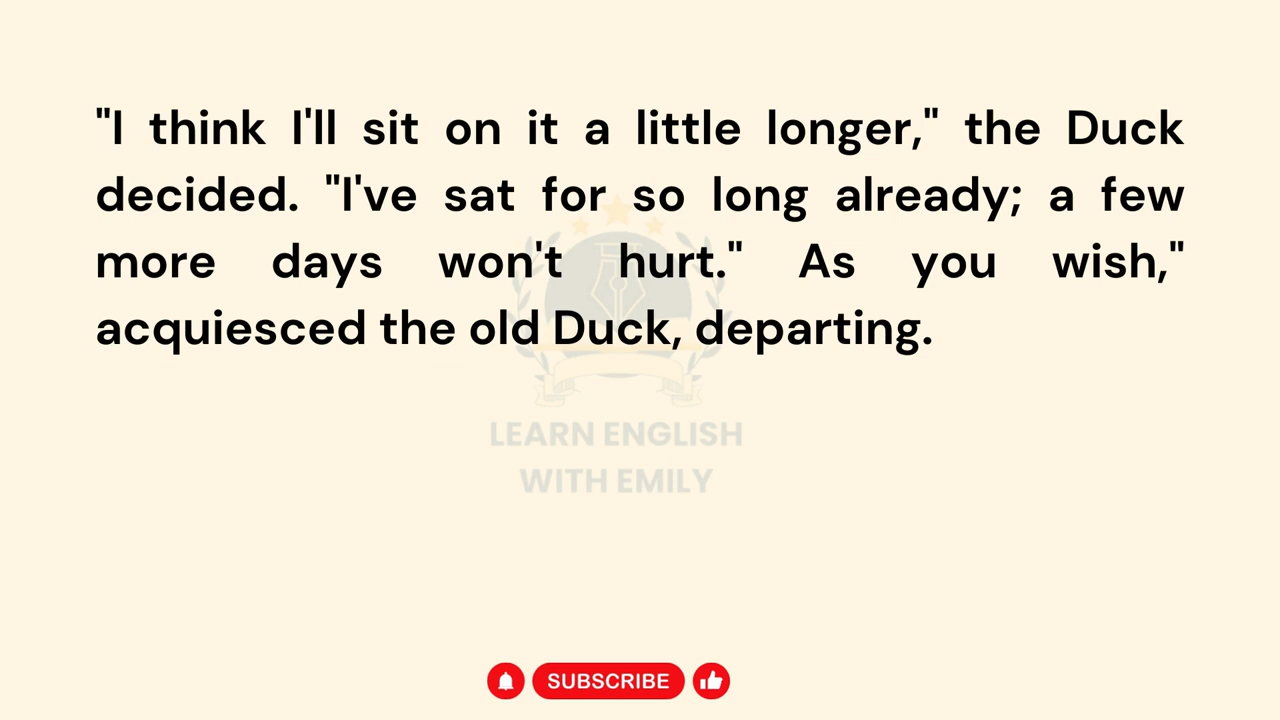 "I think I'll sit on it a little longer," the Duck
decided. "I've sat for so long already; a few
more days won't hurt." As you wish,"
acquiesced the old Duck, departing.
LEARN ENGLISH
WITH EMILY
SUBSCRIBE